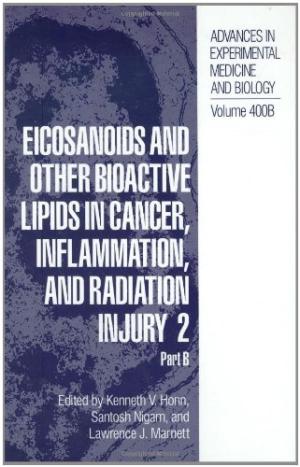 ADVANCES IN
EXPERIMENTAL
MEDICINE
AND BIOLOGY
Volume 400B
EICOSANOIDS AND
OTHER BIOACTIVE
LIPIDS IN CANCER,
INFLAMMATION,
AND RADIATION
INJURY 2
Part B
Edited by Kenneth V. Honn,
Santosh Nigam, and
Lawrence J. Marnett